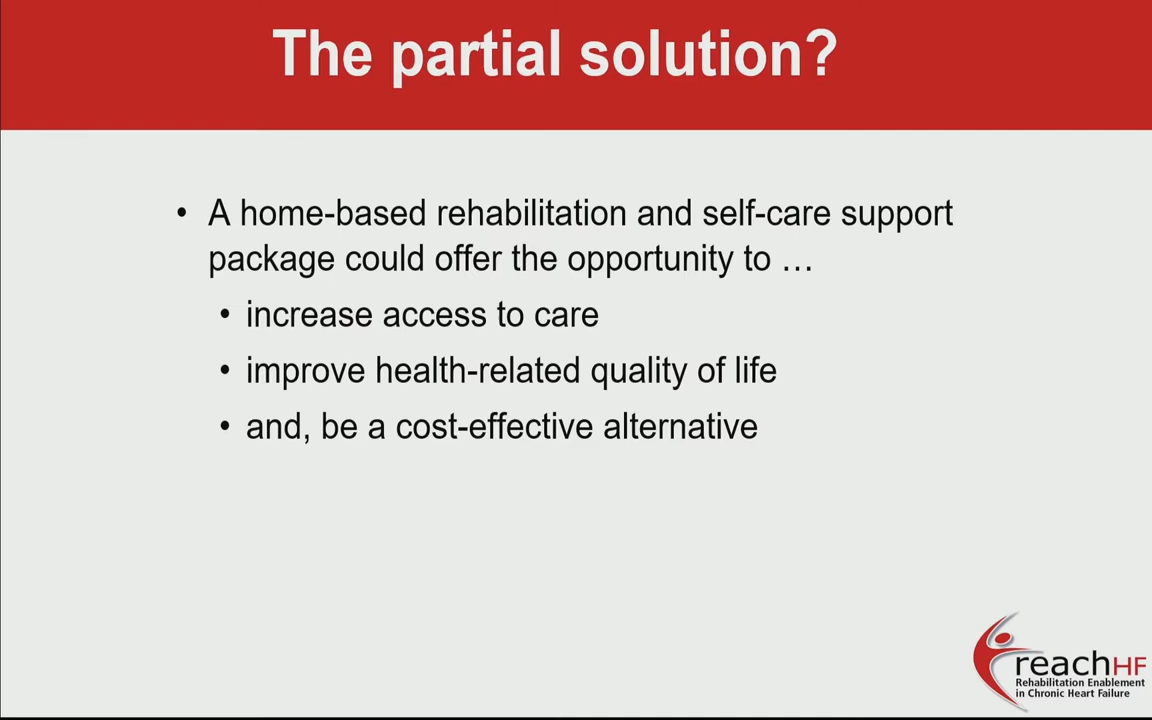 The partial solution?
• A home-based rehabilitation and self-care support
package could offer the opportunity to …
• increase access to care
• improve health-related quality of life
• and, be a cost-effective alternative
reachHF
Rehabilitation Enablement
in Chronic Heart Failure